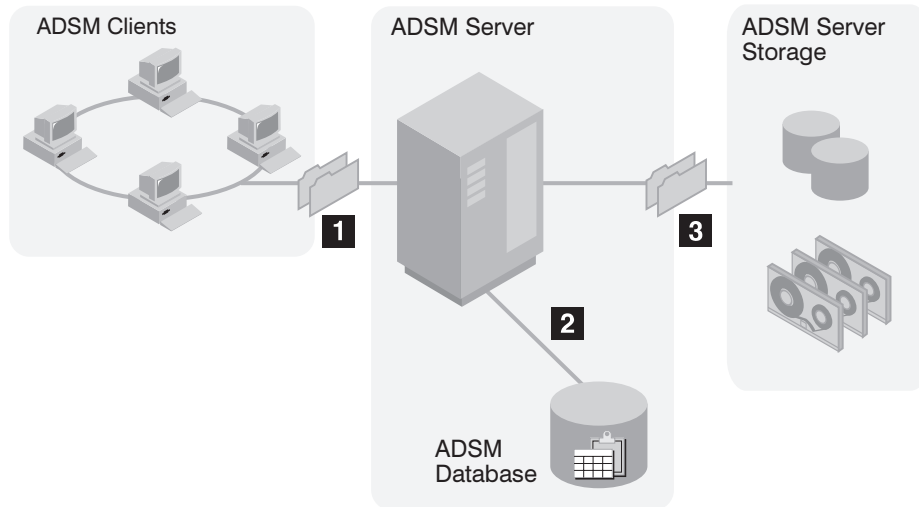 ADSM Clients
ADSM Server
ADSM Server
Storage
1
3
2
ADSM
Database